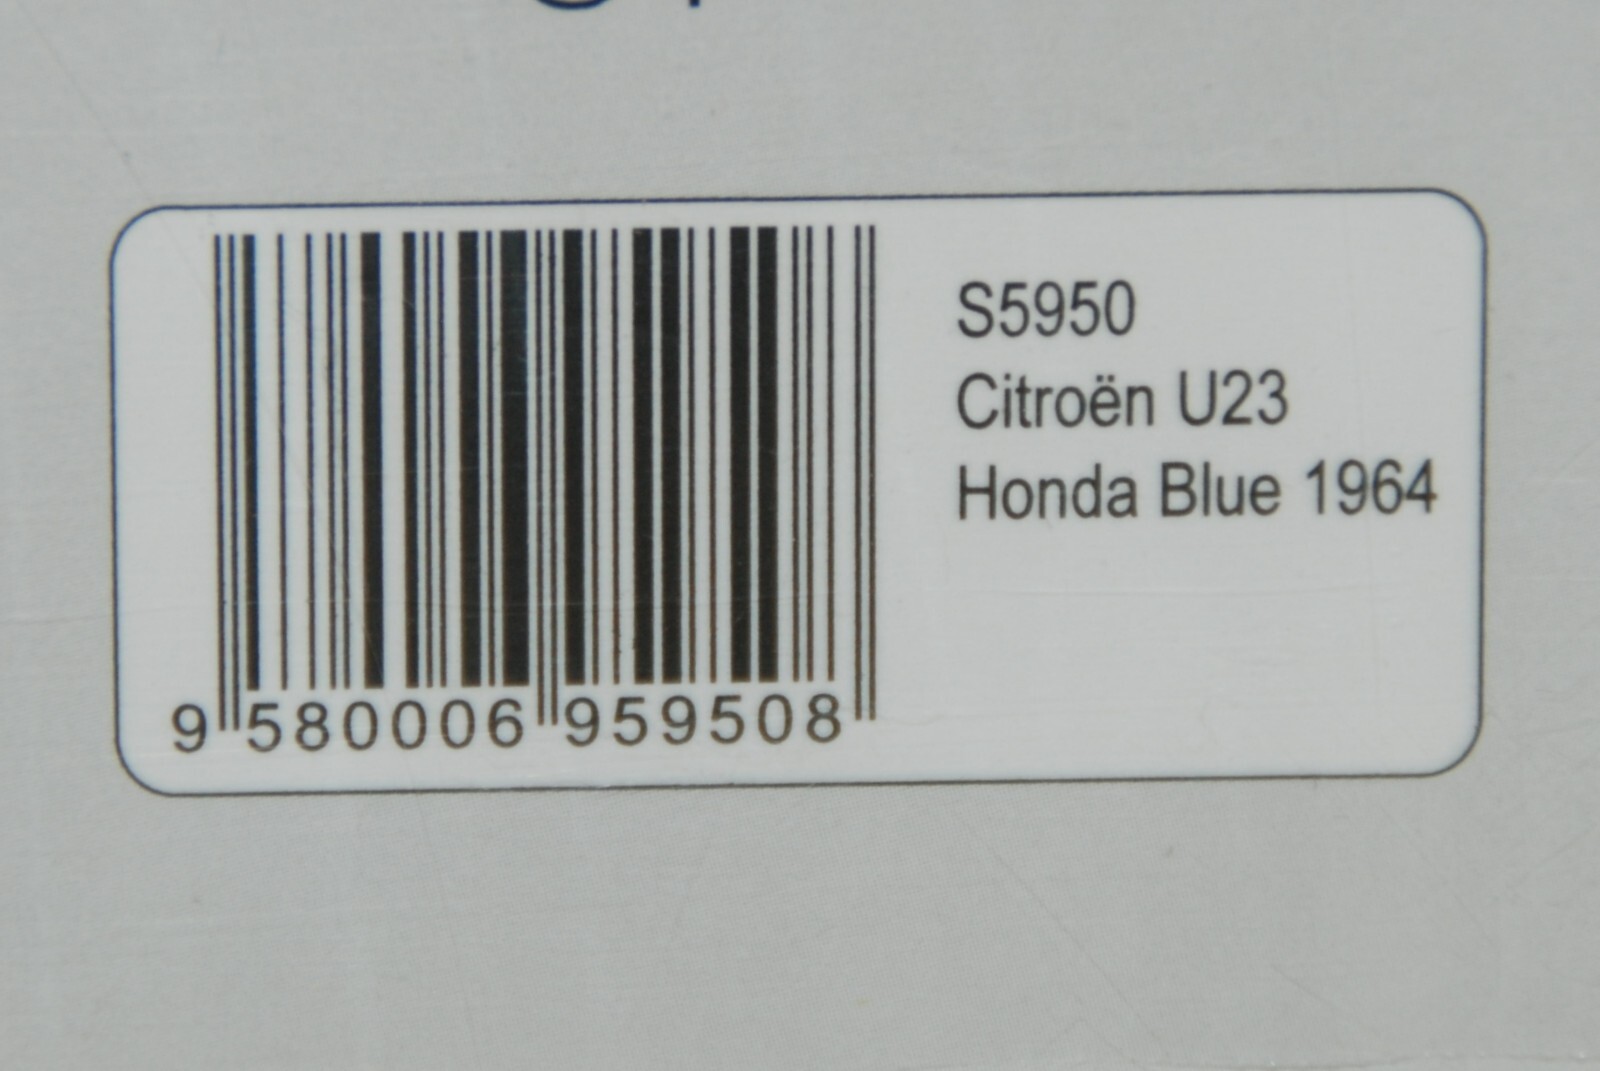 S5950
Citroën U23
Honda Blue 1964
9 580006 959508